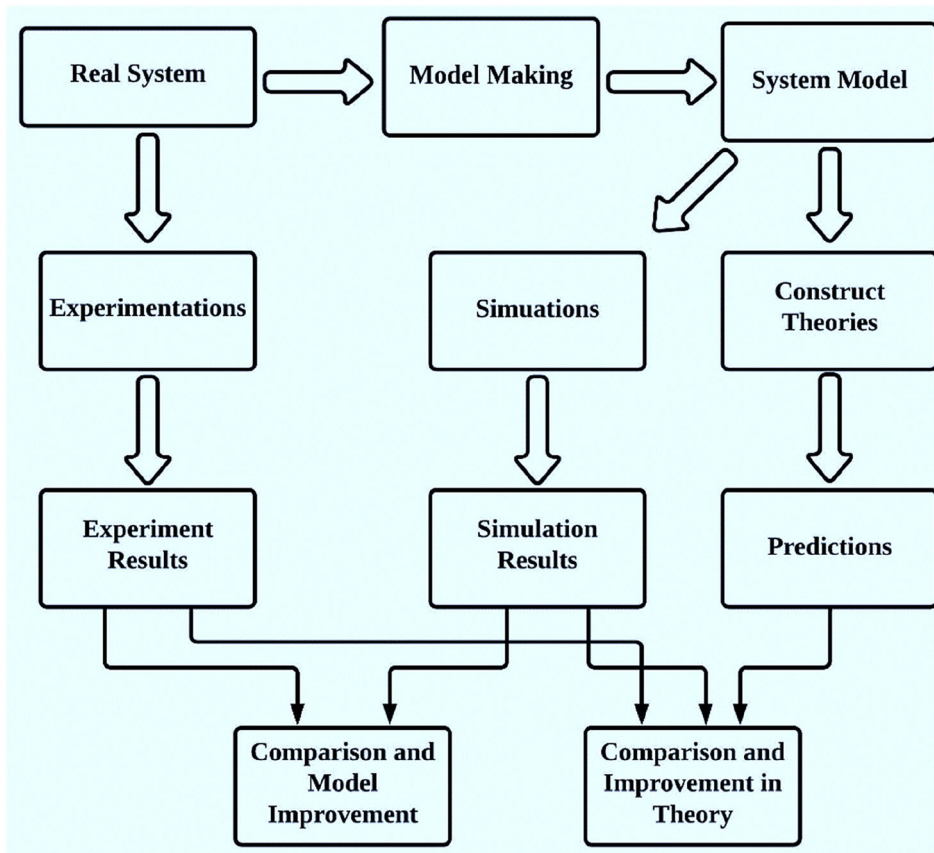 Real System
Model Making
System Model
Experimentations
Simuations
Construct
Theories
Experiment
Results
Simulation
Results
Predictions
Comparison and
Model
Improvement
Comparison and
Improvement in
Theory